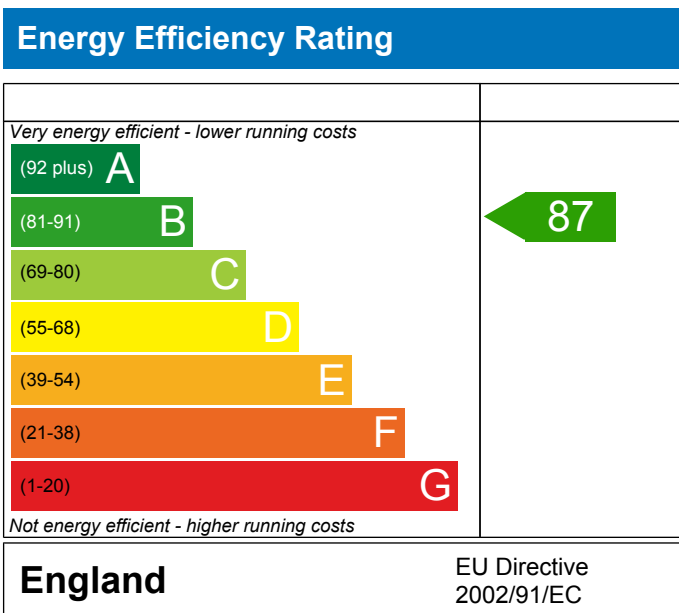 Energy Efficiency Rating
Very energy efficient - lower running costs
(92 plus) A
(81-91) B
87
(69-80) C
(55-68) D
(39-54) E
(21-38) F
(1-20) G
Not energy efficient - higher running costs
England
EU Directive
2002/91/EC